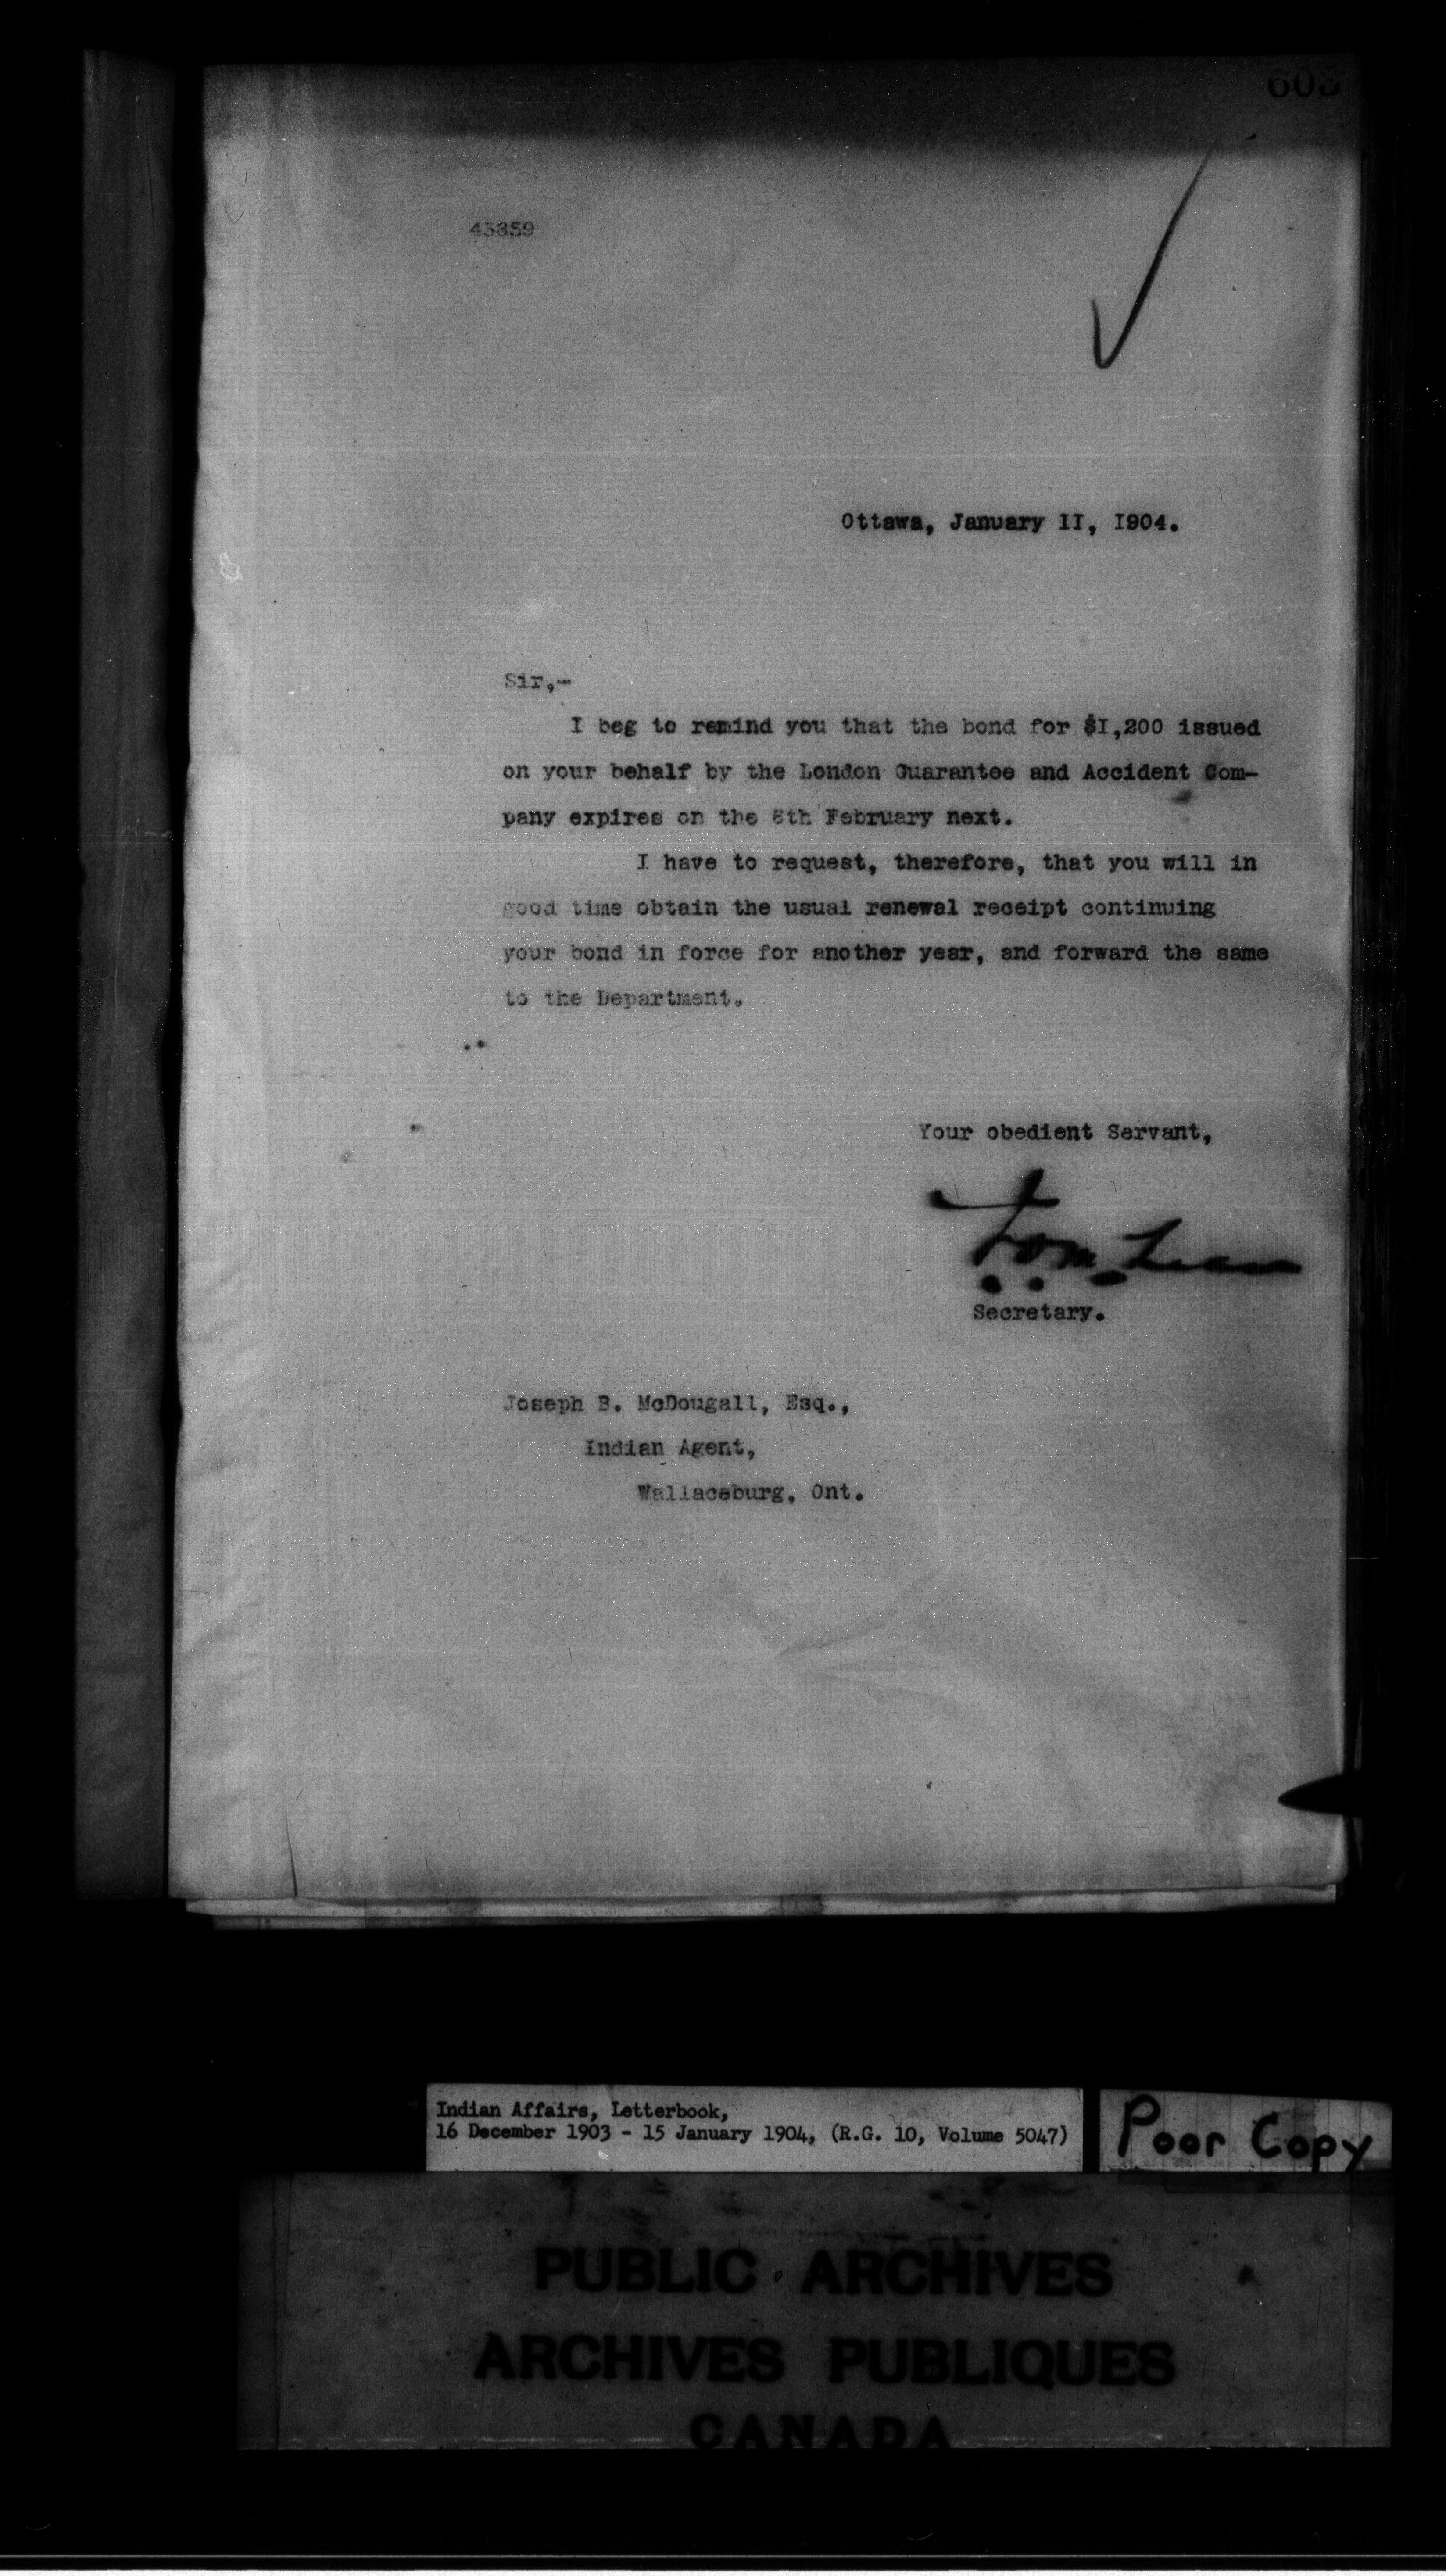 603
43859
Ottawa, January II, I904.
Sir,-
I beg to remind you that the bond for $I,200 issued
on your behalf by the London Guarantee and Accident Com-
pany expires on the 8th February next.
I have to request, therefore, that you will in
good time obtain the usual renewal receipt continuing
your bond in force for another year, and forward the same
to the Department.
Your obedient Servant,
Secretary.
Joseph B. McDougall, Esq.,
Indian Agent,
Wallaceburg, Ont.
Indian Affairs, Letterbook,
16 December 1903 - 15 January 1904, (R.G. 10, Volume 5047)
Poor Copy
PUBLIC ARCHIVES
ARCHIVES PUBLIQUES
CANADA